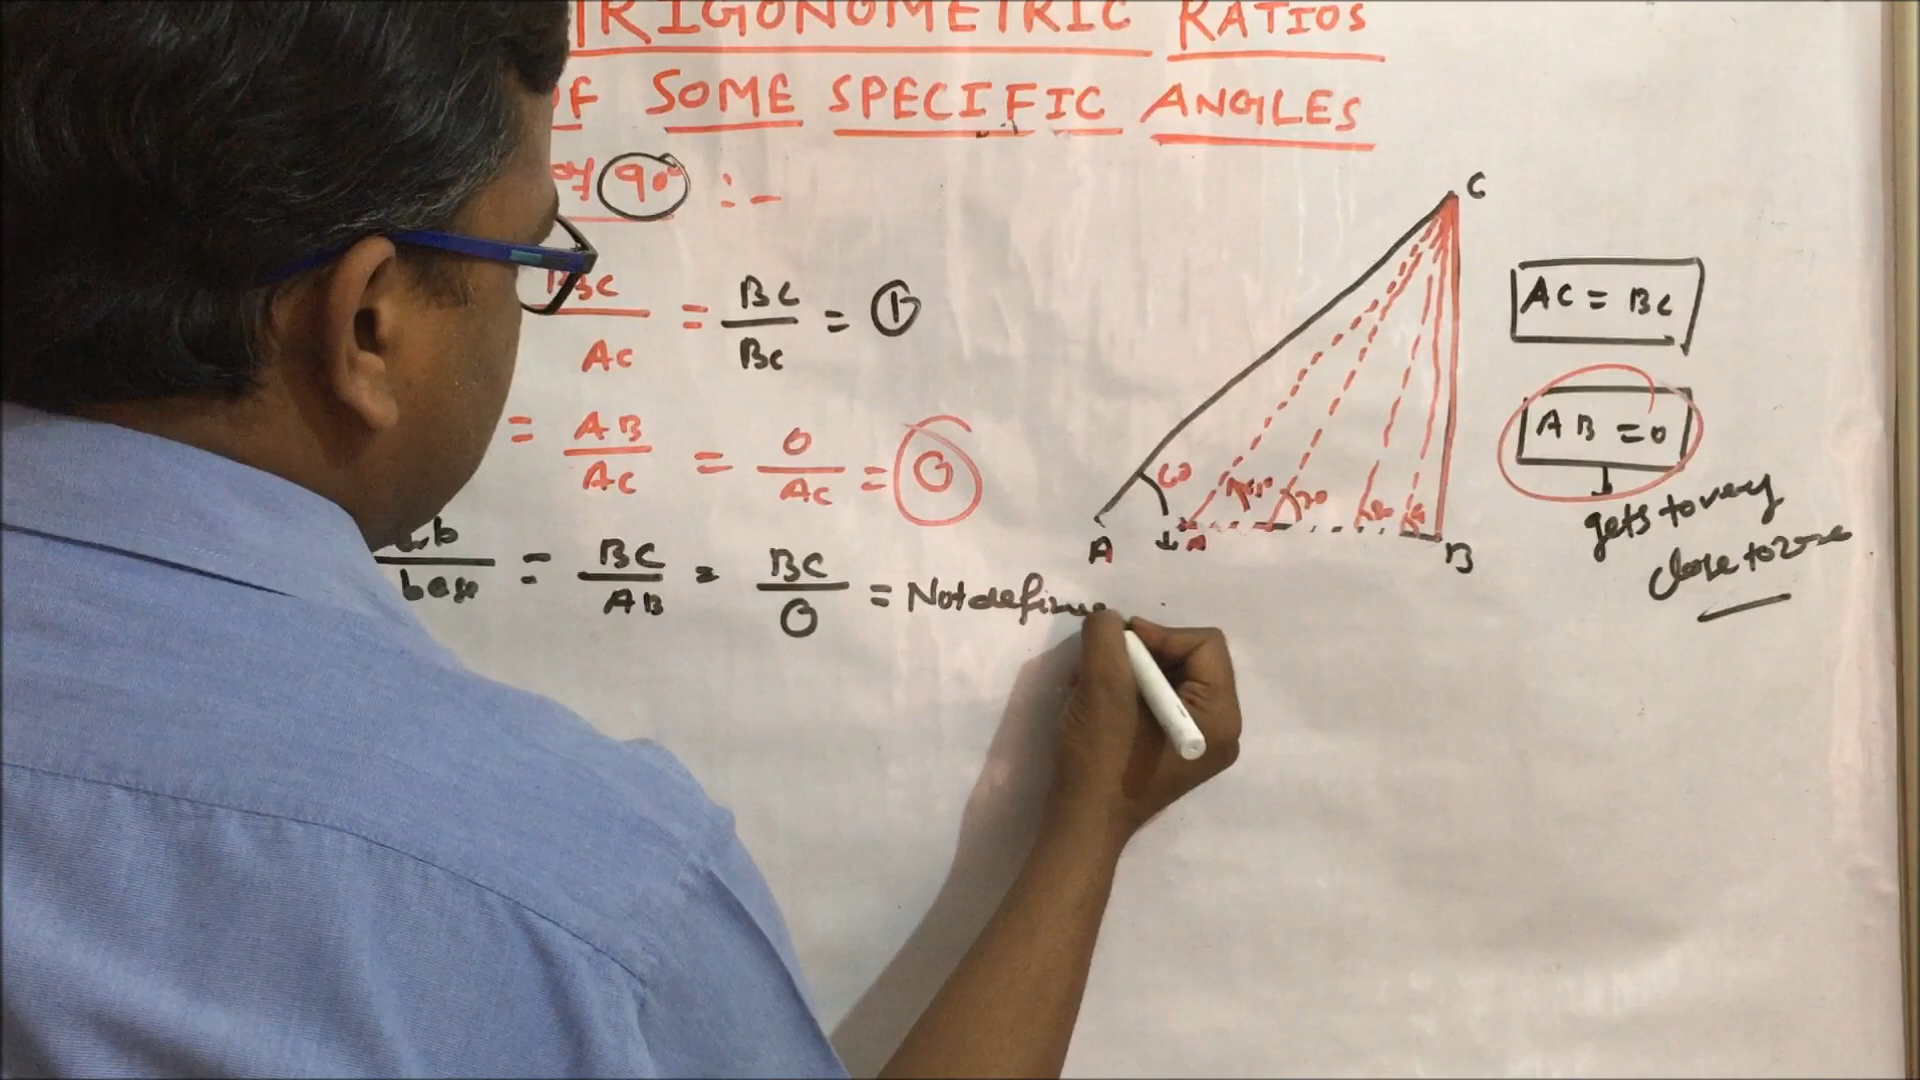 TRIGONOMETRIC RATIOS
OF SOME SPECIFIC ANGLES
of 90° :-
BC / AC = BC / BC = 1
= AB / AC = 0 / AC = 0
base = BC / AB = BC / 0 = Not define
C
A
A
B
60
AC = BC
AB = 0
gets to very
close to zero